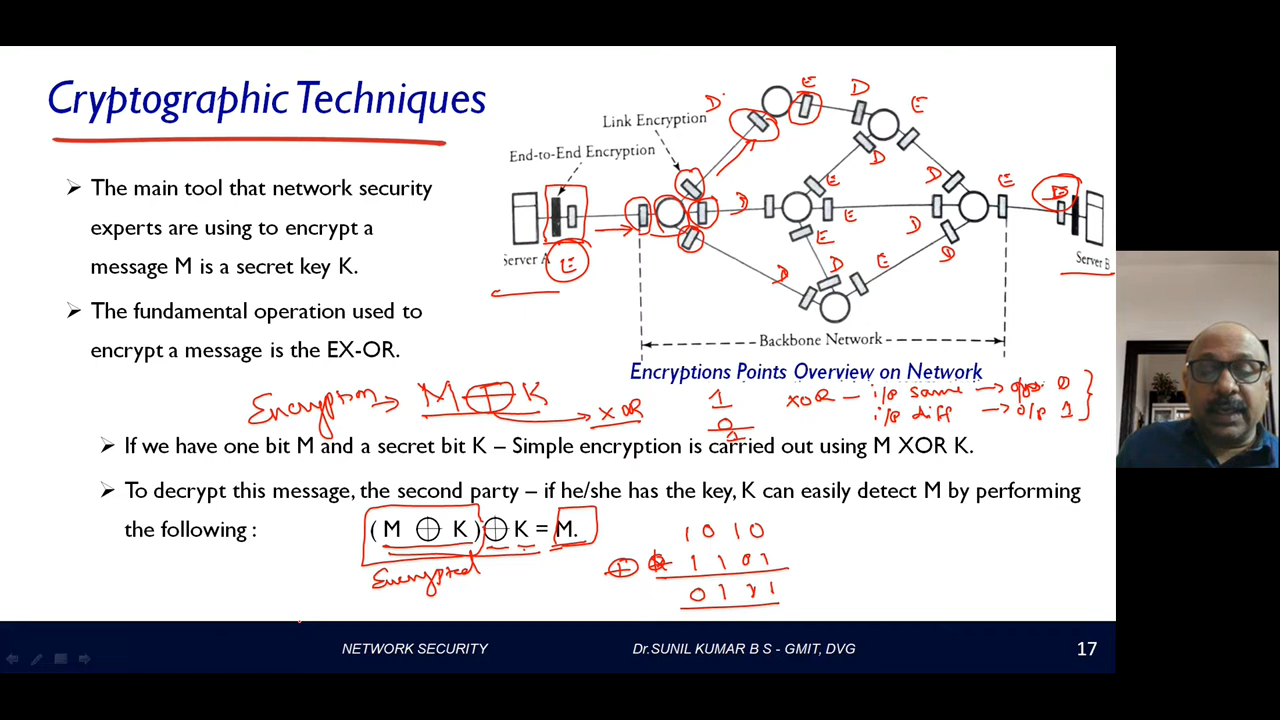 Cryptographic Techniques
➢ The main tool that network security
experts are using to encrypt a
message M is a secret key K.
➢ The fundamental operation used to
encrypt a message is the EX-OR.
Link Encryption
End-to-End Encryption
D E D E
D
E D E
D E E D
E D
D D E D
Server A
E
Server B
Backbone Network
Encryptions Points Overview on Network
Encryption → M ⊕ K → XOR
1
0
1
XOR – i/p same → 0
i/p diff → o/p 1
➢ If we have one bit M and a secret bit K – Simple encryption is carried out using M XOR K.
➢ To decrypt this message, the second party – if he/she has the key, K can easily detect M by performing
the following :
( M ⊕ K ) ⊕ K = M.
Encrypted
1 0 1 0
⊕ 1 1 0 1
0 1 1 1
NETWORK SECURITY
Dr.SUNIL KUMAR B S - GMIT, DVG
17